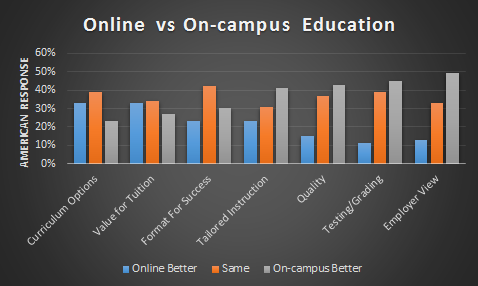 Online vs On-campus Education
AMERICAN RESPONSE
60%
50%
40%
30%
20%
10%
0%
Curriculum Options
Value for Tuition
Format For Success
Tailored Instruction
Quality
Testing/Grading
Employer View
Online Better
Same
On-campus Better